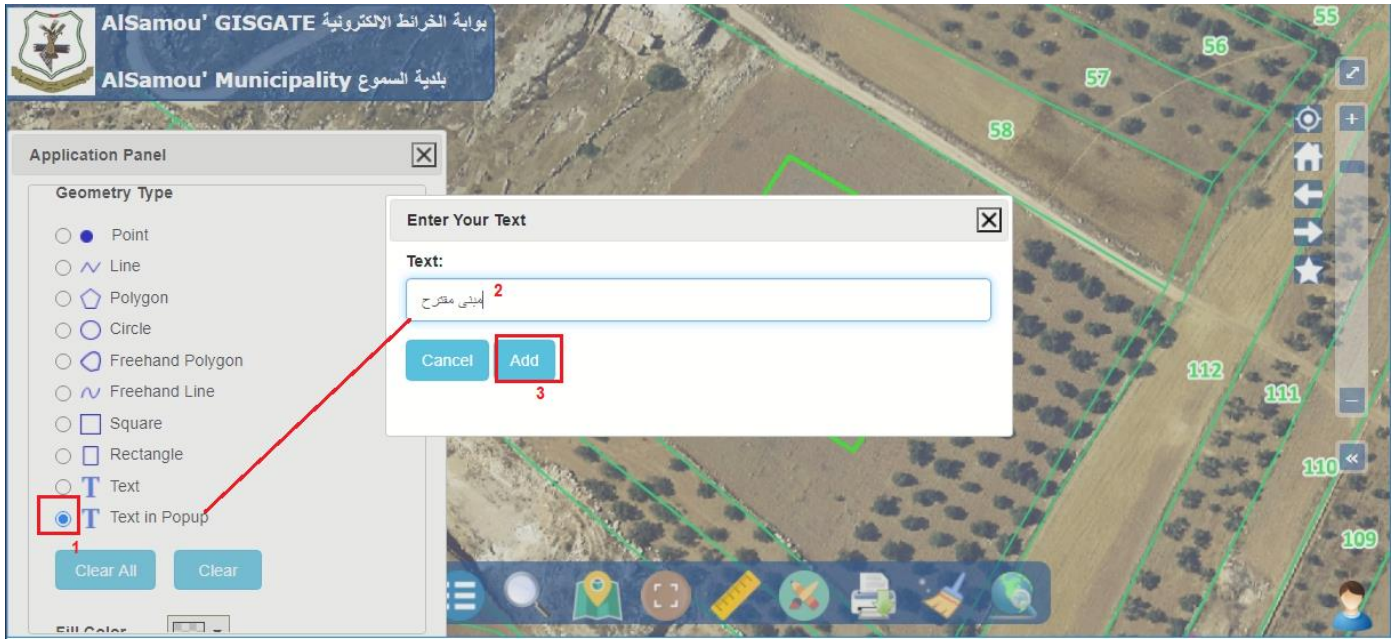 AlSamou' GISGATE بوابة الخرائط الالكترونية
AlSamou' Municipality بلدية السموع
Application Panel
Geometry Type
Point
Line
Polygon
Circle
Freehand Polygon
Freehand Line
Square
Rectangle
T Text
T Text in Popup
1
Clear All Clear
Fill Color
Enter Your Text
Text:
مبنى مقترح 2
Cancel Add
3
55
56
57
58
112
111
110
109